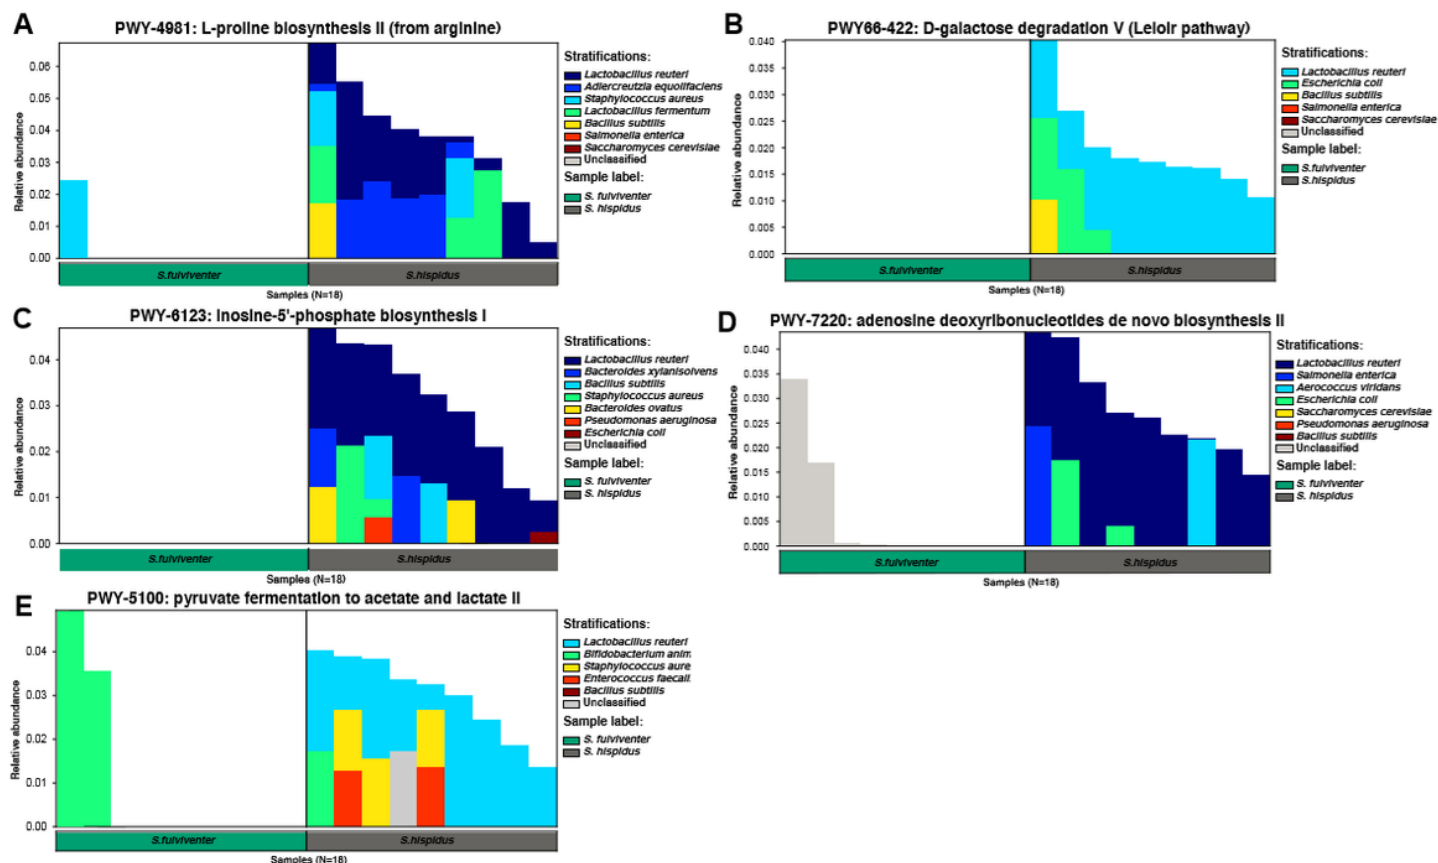 A
PWY-4981: L-proline biosynthesis II (from arginine)
Relative abundance
0.06
0.05
0.04
0.03
0.02
0.01
0.00
S.fulviventer
S.hispidus
Samples (N=18)
Stratifications:
Lactobacillus reuteri
Adlercreutzia equolifaciens
Staphylococcus aureus
Lactobacillus fermentum
Bacillus subtilis
Salmonella enterica
Saccharomyces cerevisiae
Unclassified
Sample label:
S. fulviventer
S. hispidus
B
PWY66-422: D-galactose degradation V (Leloir pathway)
Relative abundance
0.040
0.035
0.030
0.025
0.020
0.015
0.010
0.005
0.000
S.fulviventer
S.hispidus
Samples (N=18)
Stratifications:
Lactobacillus reuteri
Escherichia coli
Bacillus subtilis
Salmonella enterica
Saccharomyces cerevisiae
Unclassified
Sample label:
S. fulviventer
S.hispidus
C
PWY-6123: inosine-5'-phosphate biosynthesis I
Relative abundance
0.04
0.03
0.02
0.01
0.00
S.fulviventer
S.hispidus
Samples (N=18)
Stratifications:
Lactobacillus reuteri
Bacteroides xylanisolvens
Bacillus subtilis
Staphylococcus aureus
Bacteroides ovatus
Pseudomonas aeruginosa
Escherichia coli
Unclassified
Sample label:
S. fulviventer
S. hispidus
D
PWY-7220: adenosine deoxyribonucleotides de novo biosynthesis II
Relative abundance
0.040
0.035
0.030
0.025
0.020
0.015
0.010
0.005
0.000
S.fulviventer
S.hispidus
Samples (N=18)
Stratifications:
Lactobacillus reuteri
Salmonella enterica
Aerococcus viridans
Escherichia coli
Saccharomyces cerevisiae
Pseudomonas aeruginosa
Bacillus subtilis
Unclassified
Sample label:
S. fulviventer
S. hispidus
E
PWY-5100: pyruvate fermentation to acetate and lactate II
Relative abundance
0.04
0.03
0.02
0.01
0.00
S.fulviventer
S.hispidus
Samples (N=18)
Stratifications:
Lactobacillus reuteri
Bifidobacterium anim
Staphylococcus aure
Enterococcus faecali
Bacillus subtilis
Unclassified
Sample label:
S. fulviventer
S. hispidus